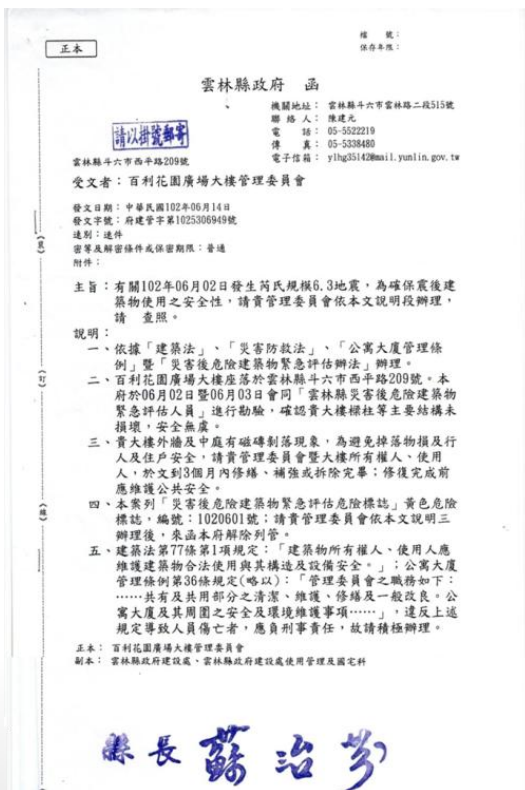 檔　號：
保存年限：
正本
雲林縣政府　函
機關地址：雲林縣斗六市雲林路二段515號
聯 絡 人：陳建元
電　　話：05-5522219
傳　　真：05-5338480
電子信箱：ylhg35142@mail.yunlin.gov.tw
請以掛號郵寄
雲林縣斗六市西平路209號
受文者：百利花園廣場大樓管理委員會
發文日期：中華民國102年06月14日
發文字號：府建管字第1025306949號
速別：速件
密等及解密條件或保密期限：普通
附件：
主旨：有關102年06月02日發生芮氏規模6.3地震，為確保震後建
築物使用之安全性，請貴管理委員會依本文說明段辦理，
請　查照。
說明：
一、依據「建築法」、「災害防救法」、「公寓大廈管理條
例」暨「災害後危險建築物緊急評估辦法」辦理。
二、百利花園廣場大樓座落於雲林縣斗六市西平路209號。本
府於06月02日暨06月03日會同「雲林縣災害後危險建築物
緊急評估人員」進行勘驗，確認貴大樓樑柱等主要結構未
損壞，安全無虞。
三、貴大樓外牆及中庭有磁磚剝落現象，為避免掉落物損及行
人及住戶安全，請貴管理委員會暨大樓所有權人、使用
人，於文到3個月內修繕、補強或拆除完畢；修復完成前
應維護公共安全。
四、本案列「災害後危險建築物緊急評估危險標誌」黃色危險
標誌，編號：1020601號；請貴管理委員會依本文說明三
辦理後，來函本府解除列管。
五、建築法第77條第1項規定：「建築物所有權人、使用人應
維護建築物合法使用與其構造及設備安全。」；公寓大廈
管理條例第36條規定(略以)：「管理委員會之職務如下：
……共有及共用部分之清潔、維護、修繕及一般改良。公
寓大廈及其周圍之安全及環境維護事項……」，違反上述
規定導致人員傷亡者，應負刑事責任，故請積極辦理。
正本：百利花園廣場大樓管理委員會
副本：雲林縣政府建設處、雲林縣政府建設處使用管理及國宅科
縣長 蘇治芬
(裝)
(訂)
(線)